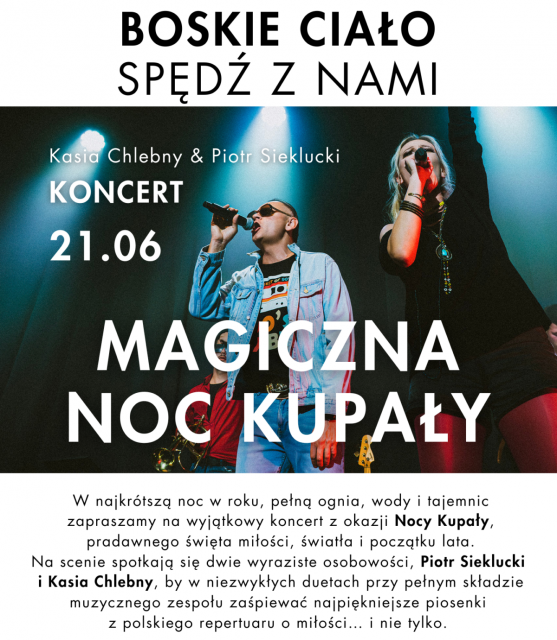 BOSKIE CIAŁO
SPĘDŹ Z NAMI
Kasia Chlebny & Piotr Sieklucki
KONCERT
21.06
MAGICZNA
NOC KUPAŁY
W najkrótszą noc w roku, pełną ognia, wody i tajemnic
zapraszamy na wyjątkowy koncert z okazji Nocy Kupały,
pradawnego święta miłości, światła i początku lata.
Na scenie spotkają się dwie wyraziste osobowości, Piotr Sieklucki
i Kasia Chlebny, by w niezwykłych duetach przy pełnym składzie
muzycznego zespołu zaśpiewać najpiękniejsze piosenki
z polskiego repertuaru o miłości... i nie tylko.